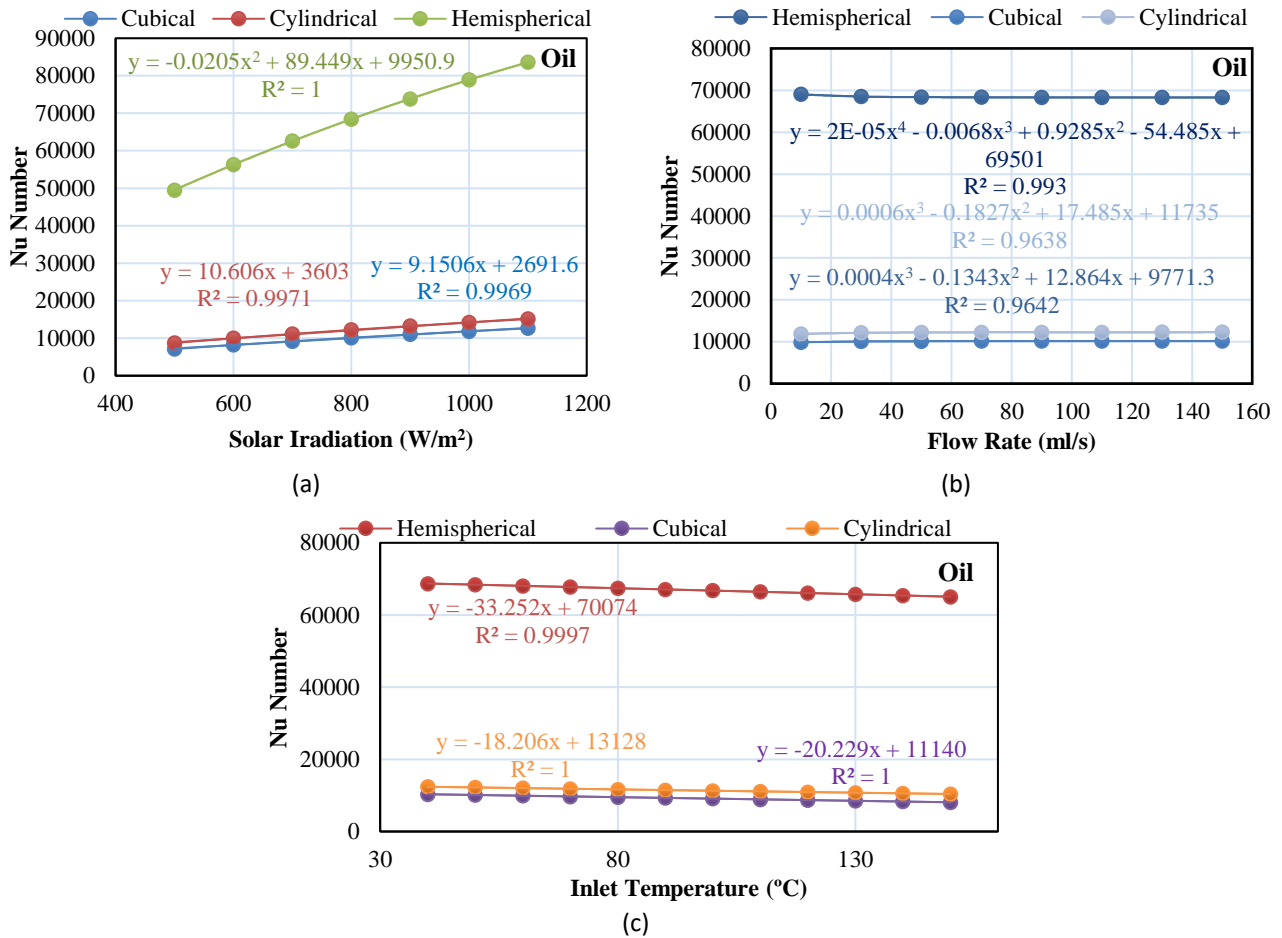 Cubical Cylindrical Hemispherical
90000
80000
70000
60000
50000
40000
30000
20000
10000
0
Nu Number
Oil
y = -0.0205x² + 89.449x + 9950.9
R² = 1
y = 10.606x + 3603
R² = 0.9971
y = 9.1506x + 2691.6
R² = 0.9969
400 600 800 1000 1200
Solar Iradiation (W/m²)
(a)
Hemispherical Cubical Cylindrical
80000
70000
60000
50000
40000
30000
20000
10000
0
Nu Number
Oil
y = 2E-05x⁴ - 0.0068x³ + 0.9285x² - 54.485x +
69501
R² = 0.993
y = 0.0006x³ - 0.1827x² + 17.485x + 11735
R² = 0.9638
y = 0.0004x³ - 0.1343x² + 12.864x + 9771.3
R² = 0.9642
0 20 40 60 80 100 120 140 160
Flow Rate (ml/s)
(b)
Hemispherical Cubical Cylindrical
80000
60000
40000
20000
0
Nu Number
Oil
y = -33.252x + 70074
R² = 0.9997
y = -18.206x + 13128
R² = 1
y = -20.229x + 11140
R² = 1
30 80 130
Inlet Temperature (ºC)
(c)